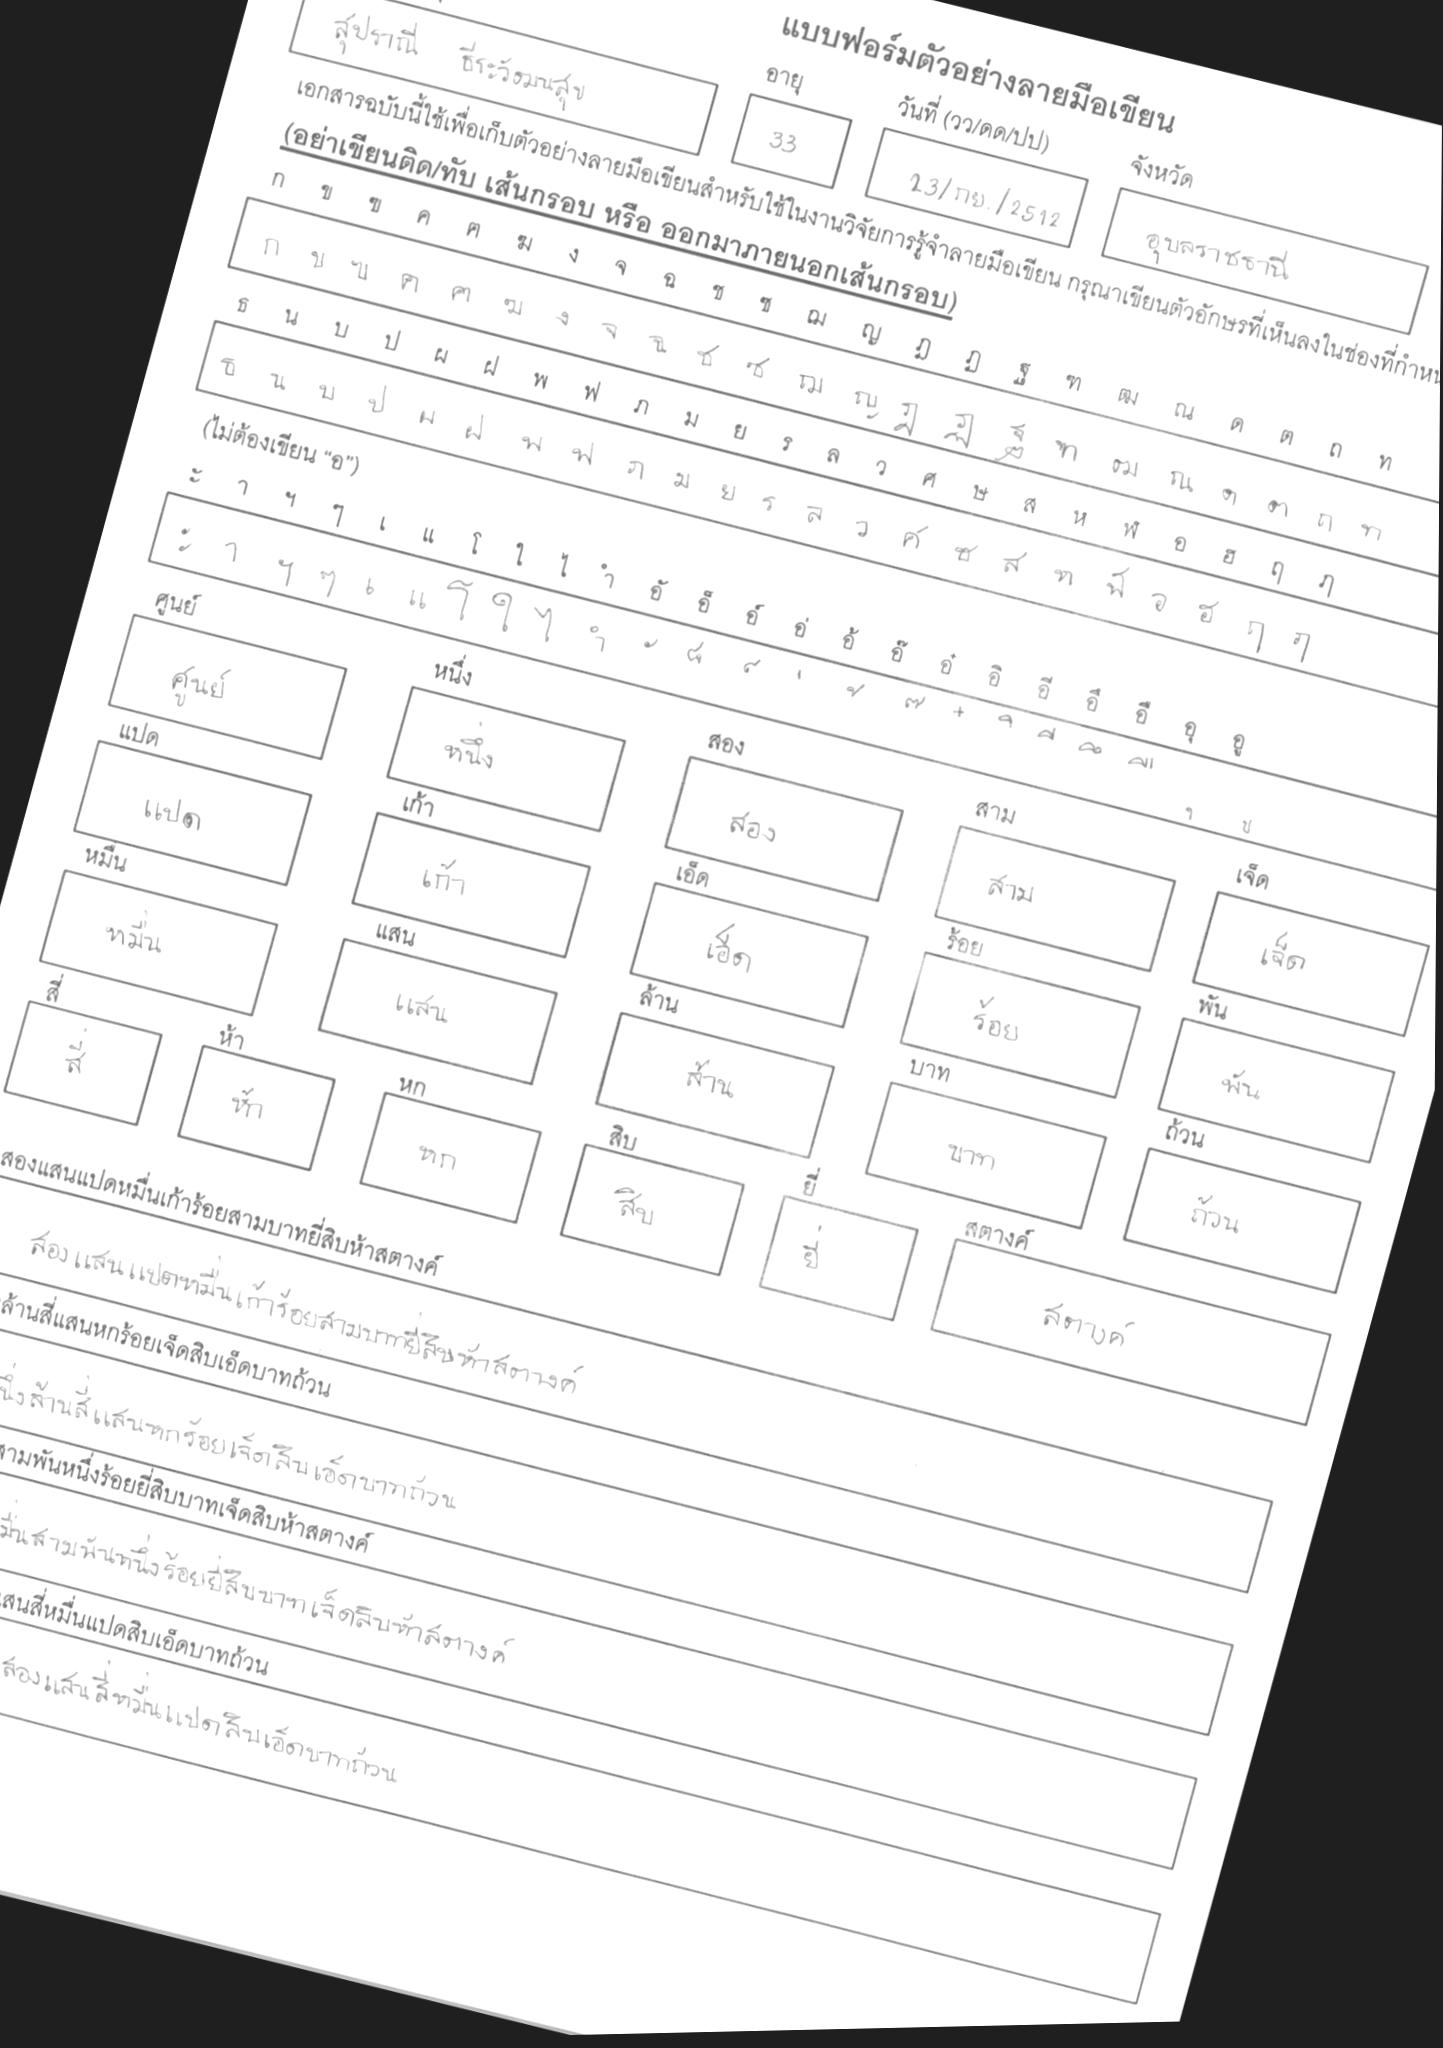 แบบฟอร์มตัวอย่างลายมือเขียน
อายุ วันที่ (วว/ดด/ปป) จังหวัด
สุปราณี 33 23/กย./2512 อุบลราชธานี
เอกสารฉบับนี้ใช้เพื่อเก็บตัวอย่างลายมือเขียนสำหรับใช้ในงานวิจัยการรู้จำลายมือเขียน กรุณาเขียนตัวอักษรที่เห็นลงในช่องที่กำหน
(อย่าเขียนติด/ทับ เส้นกรอบ หรือ ออกมาภายนอกเส้นกรอบ)
ก ข ฃ ค ฅ ฆ ง จ ฉ ช ซ ฌ ญ ฎ ฏ ฐ ฑ ฒ ณ ด ต ถ ท
ก ข ฃ ค ฅ ฆ ง จ ฉ ช ซ ฌ ญ ฎ ฏ ฐ ฑ ฒ ณ ด ต ถ ท
ธ น บ ป ผ ฝ พ ฟ ภ ม ย ร ล ว ศ ษ ส ห ฬ อ ฮ ฤ ฦ
ธ น บ ป ผ ฝ พ ฟ ภ ม ย ร ล ว ศ ษ ส ห ฬ อ ฮ ฤ ฦ
(ไม่ต้องเขียน “อ”)
ะ า ฯ ๆ เ แ โ ใ ไ ำ อั อ็ อ์ อ่ อ้ อ๊ อ๋ อิ อี อึ อื อุ อู
ะ า ฯ ๆ เ แ โ ใ ไ ำ ั ็ ์ ่ ้ ๊ ๋ ิ ี ึ ื ุ ู
ศูนย์ หนึ่ง สอง สาม เจ็ด
ศูนย์ หนึ่ง สอง สาม เจ็ด
แปด เก้า เอ็ด ร้อย พัน
แปด เก้า เอ็ด ร้อย พัน
หมื่น แสน ล้าน บาท ถ้วน
หมื่น แสน ล้าน บาท ถ้วน
สี่ ห้า หก สิบ ยี่ สตางค์
สี่ ห้า หก สิบ ยี่ สตางค์
สองแสนแปดหมื่นเก้าร้อยสามบาทยี่สิบห้าสตางค์
สองแสนแปดหมื่นเก้าร้อยสามบาทยี่สิบห้าสตางค์
ล้านสี่แสนหกร้อยเจ็ดสิบเอ็ดบาทถ้วน
นึ่งล้านสี่แสนหกร้อยเจ็ดสิบเอ็ดบาทถ้วน
สามพันหนึ่งร้อยยี่สิบบาทเจ็ดสิบห้าสตางค์
มื่นสามพันหนึ่งร้อยยี่สิบบาทเจ็ดสิบห้าสตางค์
แสนสี่หมื่นแปดสิบเอ็ดบาทถ้วน
สองแสนสี่หมื่นแปดสิบเอ็ดบาทถ้วน